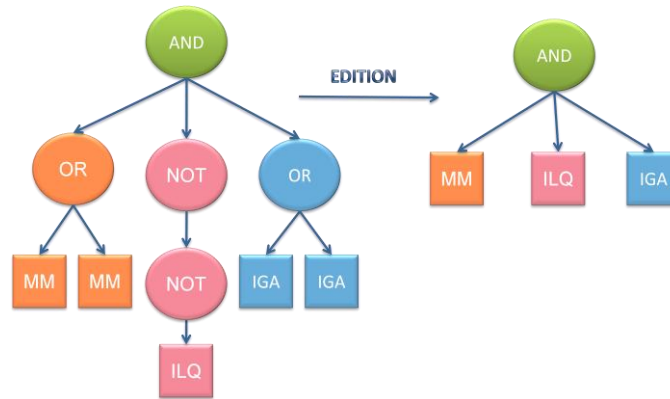 AND
EDITION
AND
OR
NOT
OR
MM
ILQ
IGA
MM
MM
NOT
IGA
IGA
ILQ